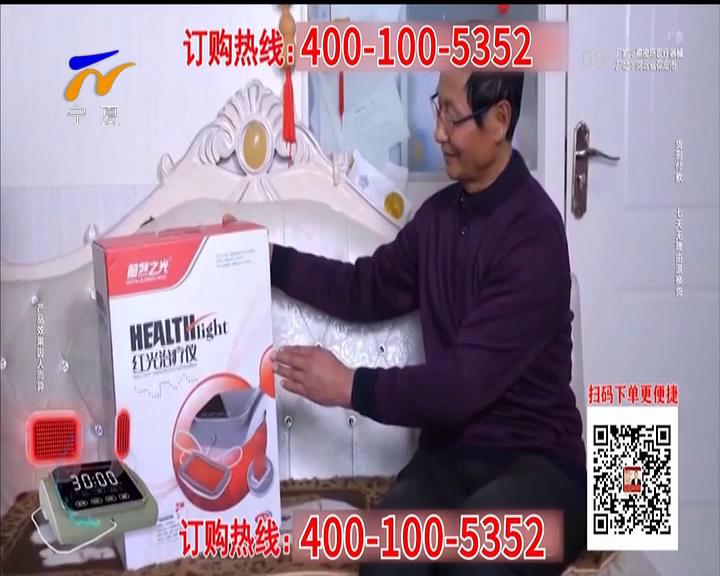 订购热线：400-100-5352
广告
宁夏
货到付款 七天无理由退换货
产品效果因人而异
HEALTH light
红光治疗仪
扫码下单更便捷
30:00
订购热线：400-100-5352